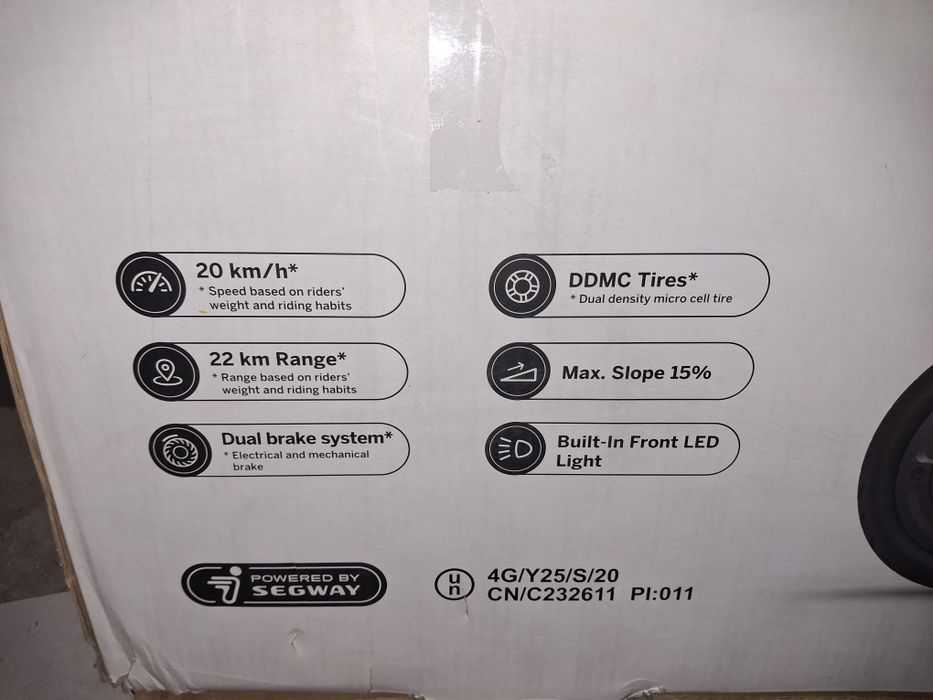 20 km/h*
* Speed based on riders'
weight and riding habits
22 km Range*
* Range based on riders'
weight and riding habits
Dual brake system*
* Electrical and mechanical
brake
DDMC Tires*
* Dual density micro cell tire
Max. Slope 15%
Built-In Front LED
Light
POWERED BY
SEGWAY
u
n
4G/Y25/S/20
CN/C232611 PI:011